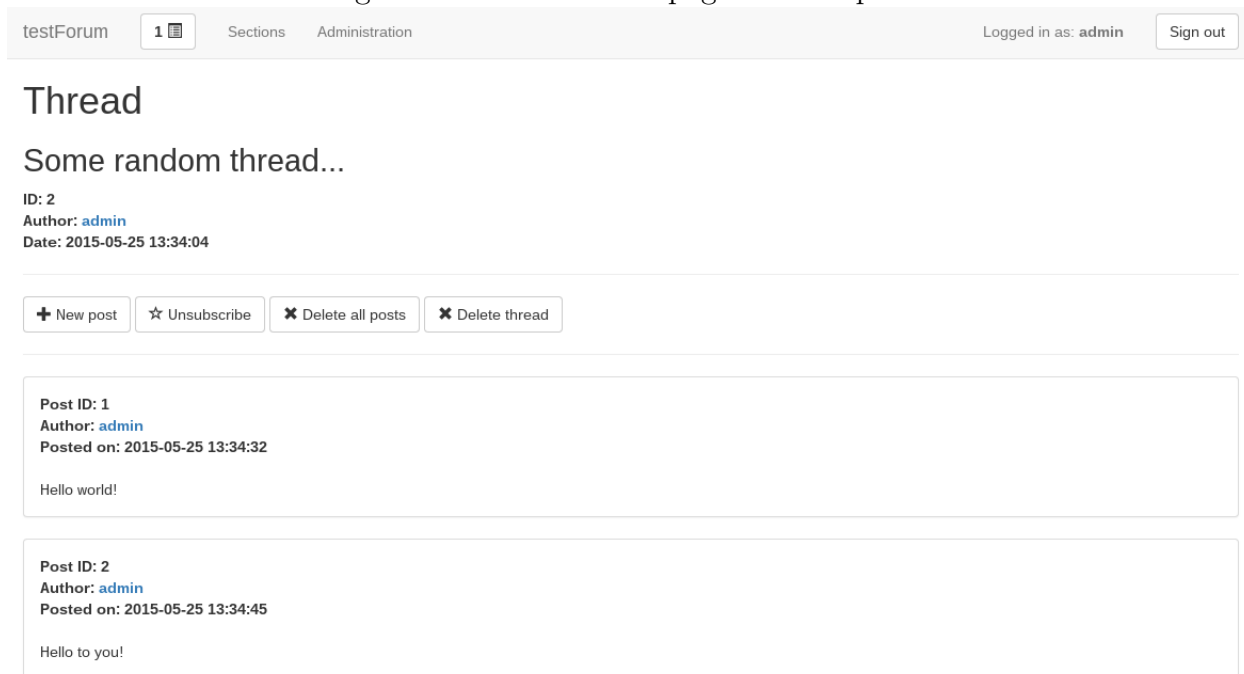 testForum 1 Sections Administration Logged in as: admin Sign out
Thread
Some random thread...
ID: 2
Author: admin
Date: 2015-05-25 13:34:04
New post Unsubscribe Delete all posts Delete thread
Post ID: 1
Author: admin
Posted on: 2015-05-25 13:34:32
Hello world!
Post ID: 2
Author: admin
Posted on: 2015-05-25 13:34:45
Hello to you!